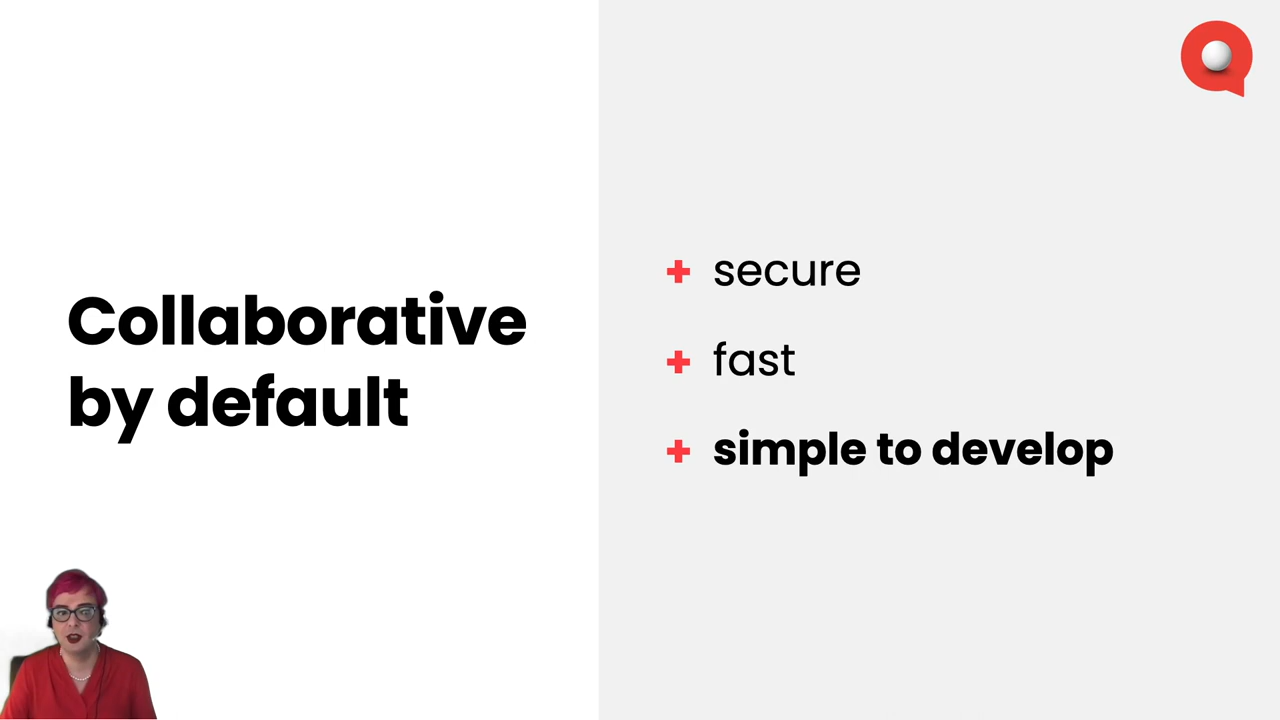 Collaborative
by default
+ secure
+ fast
+ simple to develop